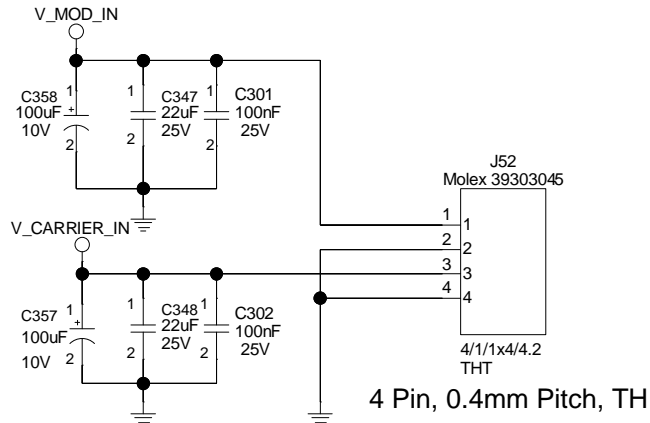 V_MOD_IN
1
1
1
C358
100uF
10V
+
2
C347
22uF
25V
2
C301
100nF
25V
2
J52
Molex 39303045
1
1
2
2
3
3
4
4
4/1/1x4/4.2
THT
V_CARRIER_IN
1
1
1
C357
100uF
10V
+
2
C348
22uF
25V
2
C302
100nF
25V
2
4 Pin, 0.4mm Pitch, TH